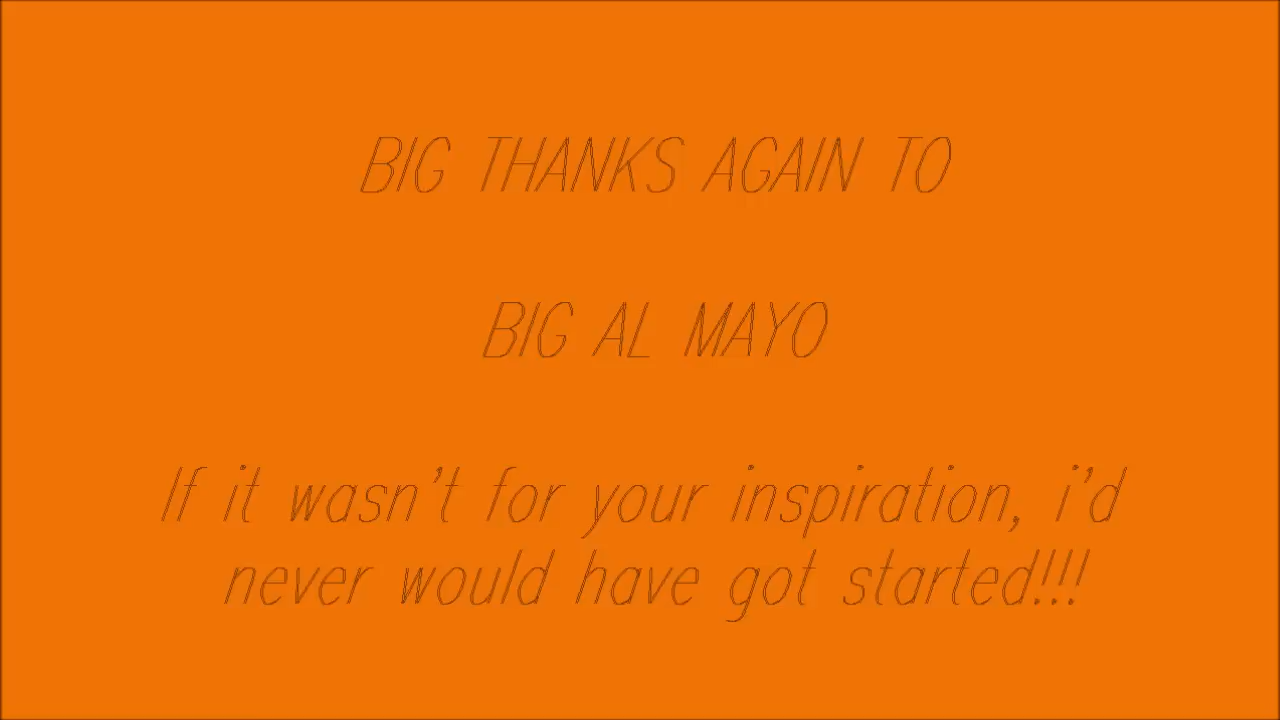 BIG THANKS AGAIN TO
BIG AL MAYO
If it wasn't for your inspiration, i'd
never would have got started!!!